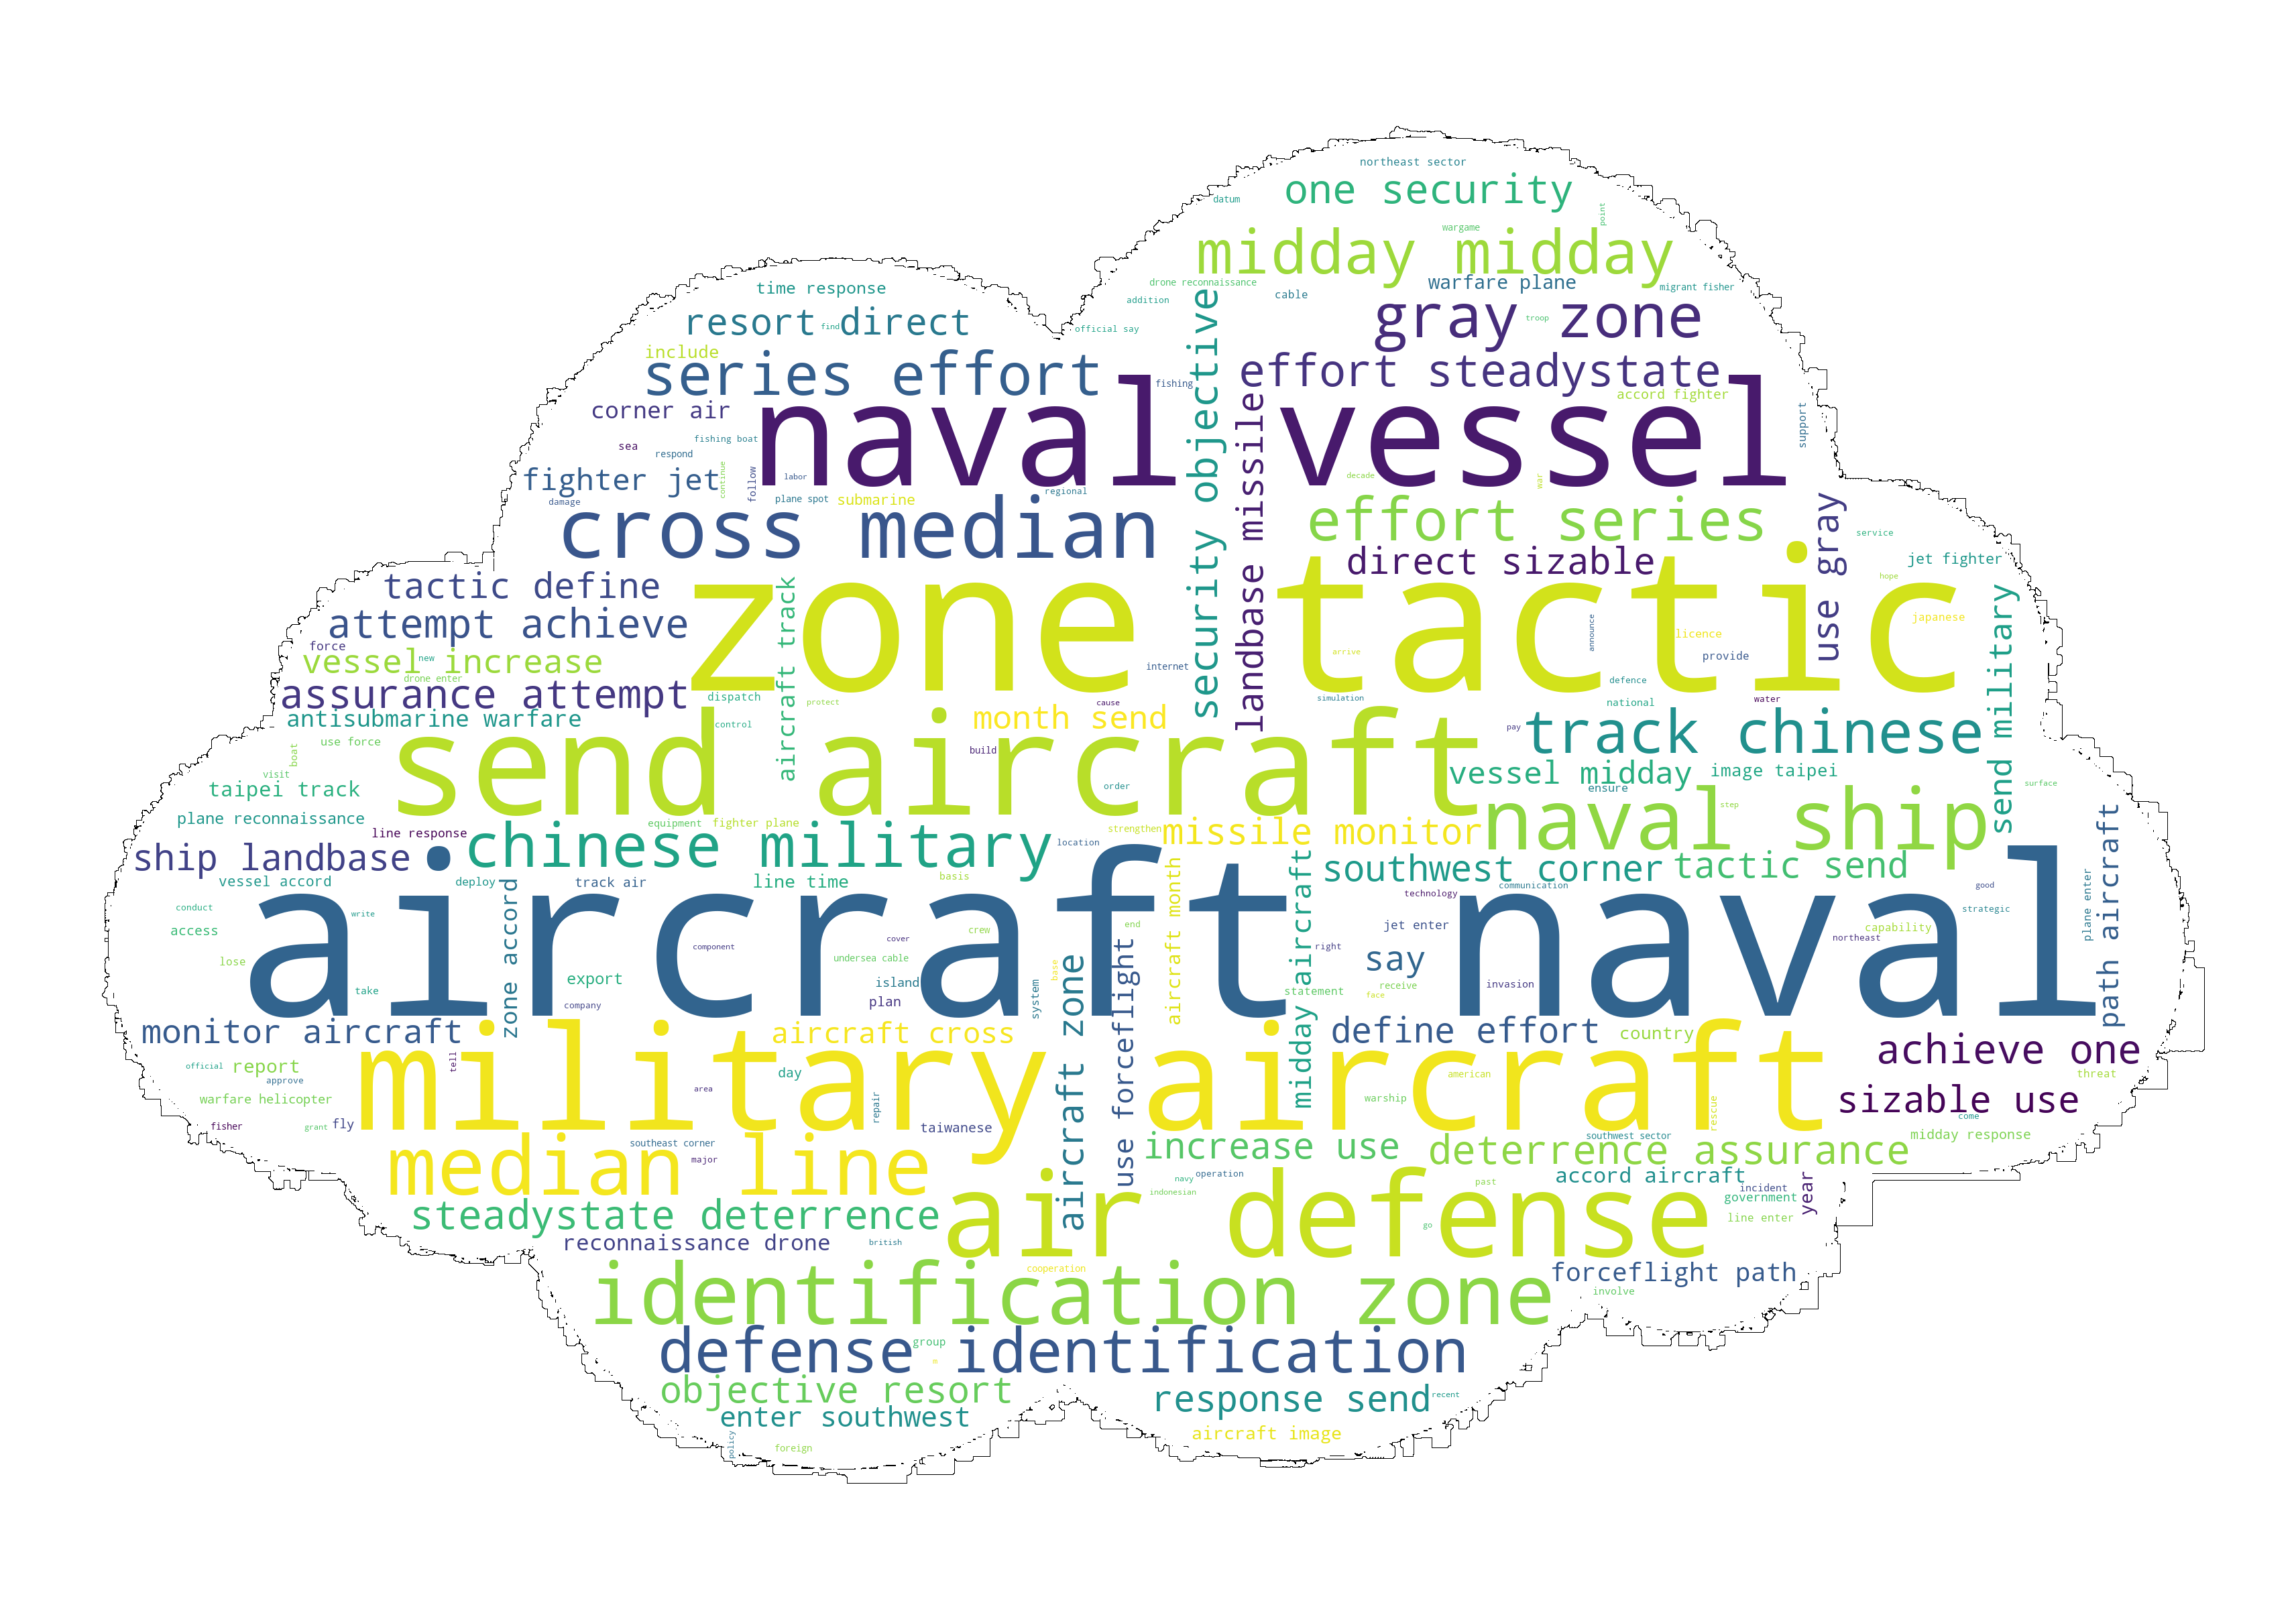 northeast sector
one security
datum
point
wargame
midday midday
drone reconnaissance
warfare plane
migrant fisher
time response
cable
addition
resort direct
find
gray zone
troop
official say
include
series effort
security objective
effort steadystate
fishing
naval vessel
landbase missile
accord fighter
corner air
support
sea
fishing boat
respond
fighter jet
continue
follow
labor
decade
war
plane spot
submarine
regional
damage
cross median
effort series
use gray
service
direct sizable
jet fighter
tactic define
zone tactic
aircraft track
hope
send military
attempt achieve
announce
licence
japanese
force
vessel increase
new
internet
arrive
provide
drone enter
defence
assurance attempt
dispatch
protect
cause
simulation
national
water
antisubmarine warfare
control
month send
pay
track chinese
use force
boat
send aircraft
build
visit
vessel midday
image taipei
taipei track
order
ensure
surface
plane reconnaissance
naval ship
step
line response
equipment
fighter plane
strengthen
missile monitor
path aircraft
chinese military
location
ship landbase
southwest corner
tactic send
vessel accord
deploy
track air
line time
basis
aircraft month
midday aircraft
communication
good
technology
aircraft naval
zone accord
conduct
write
strategic
access
crew
end
jet enter
capability
plane enter
component
cover
right
northeast
lose
undersea cable
base
say
use forceflight
aircraft zone
export
island
receive
invasion
take
statement
face
company
plan
system
monitor aircraft
aircraft cross
define effort
country
achieve one
official
report
tell
approve
day
american
threat
military aircraft
area
warfare helicopter
repair
warship
rescue
sizable use
come
fisher
grant
fly
taiwanese
southeast corner
increase use
southwest sector
deterrence assurance
midday response
median line
major
navy
operation
accord aircraft
year
indonesian
past
incident
government
steadystate deterrence
air defense
go
line enter
reconnaissance drone
british
cooperation
forceflight path
identification zone
involve
group
defense identification
objective resort
response send
recent
enter southwest
aircraft image
policy
foreign